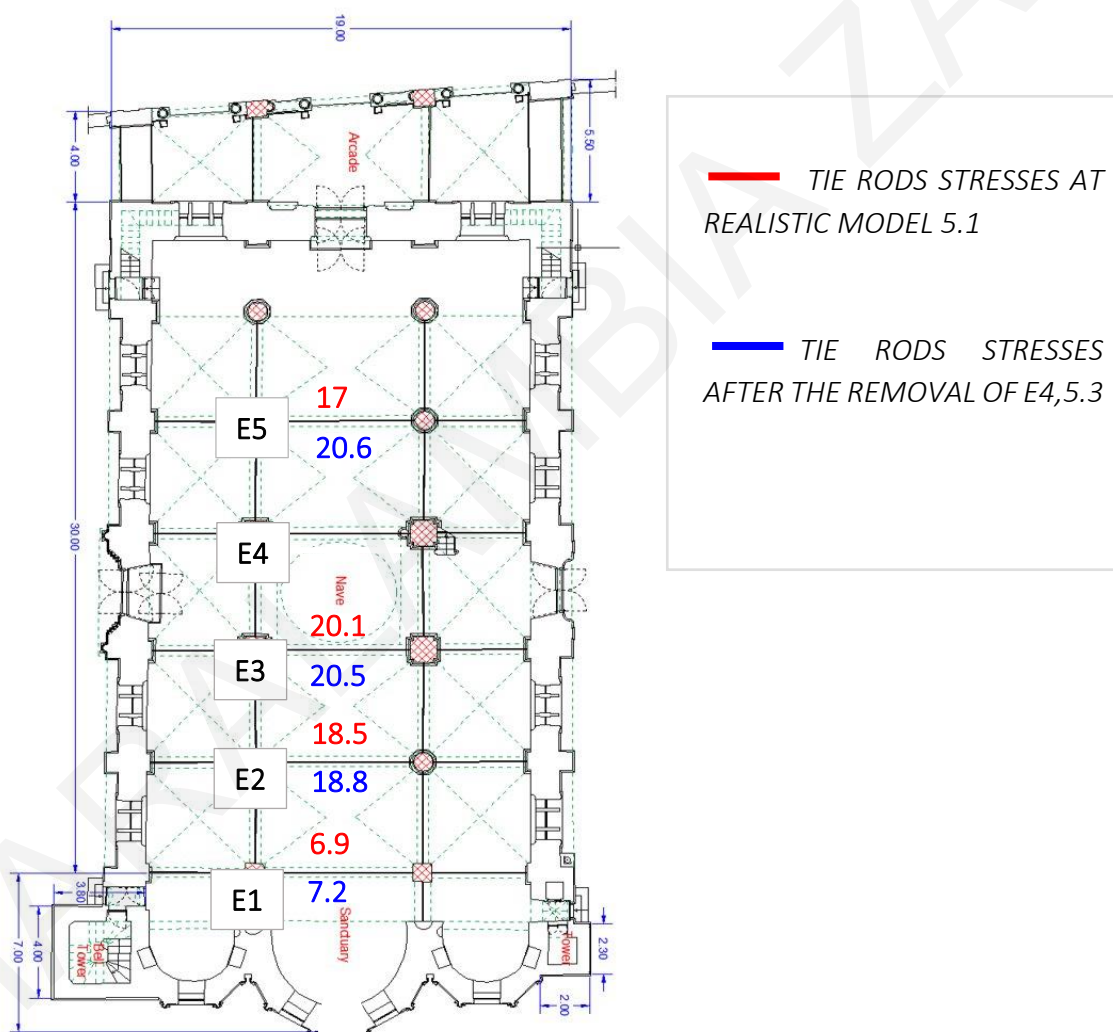 19.00
5.50
4.00
Arcade
TIE RODS STRESSES AT
REALISTIC MODEL 5.1
TIE RODS STRESSES
AFTER THE REMOVAL OF E4,5.3
17
E5
20.6
30.00
E4
Nave
20.1
E3
20.5
18.5
E2
18.8
6.9
E1
7.2
3.80
Sanctuary
4.00
7.00
Bell
Tower
Tower
2.30
2.00
ARALAMBIA ZA